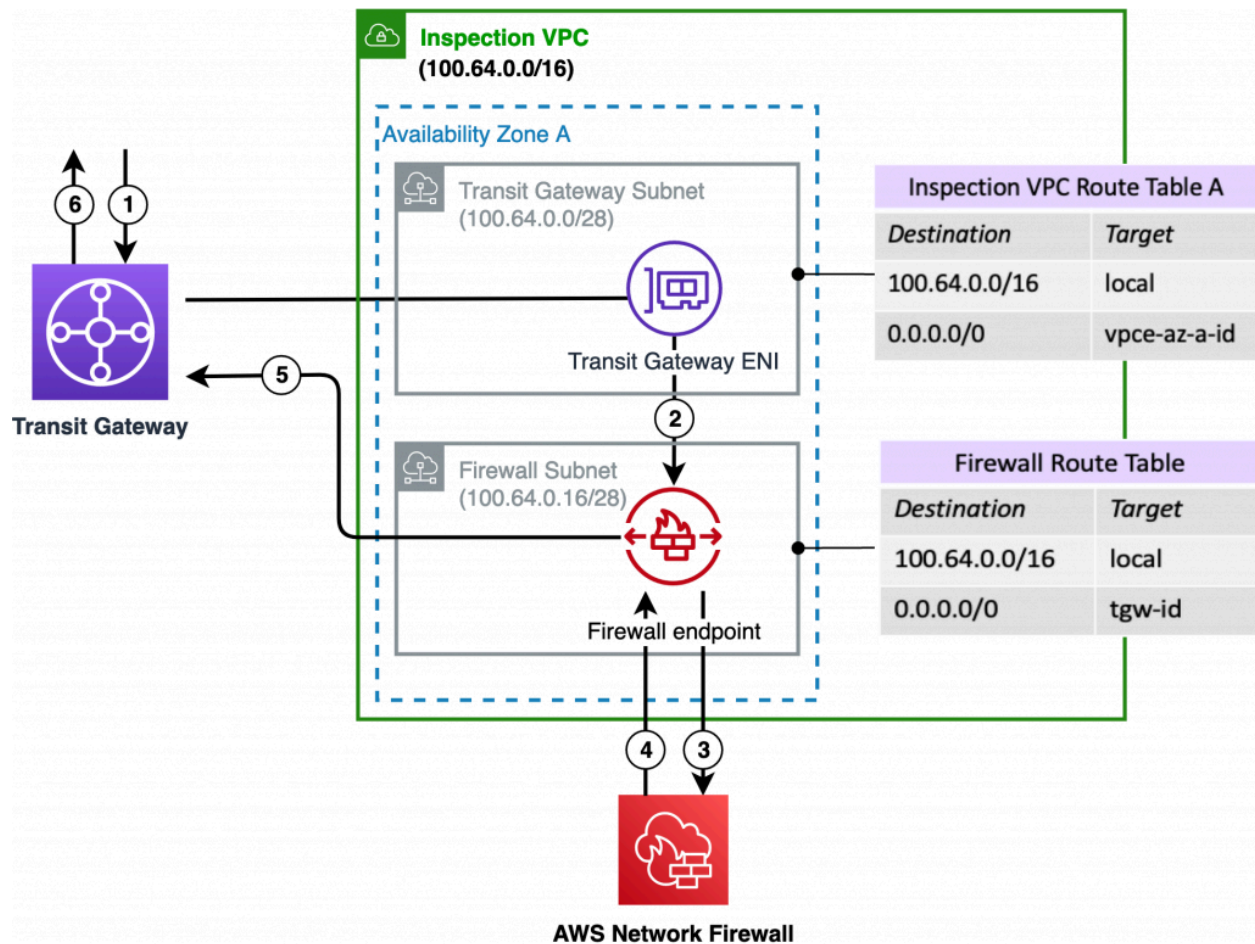 Inspection VPC
(100.64.0.0/16)
Availability Zone A
Transit Gateway Subnet
(100.64.0.0/28)
Transit Gateway ENI
Inspection VPC Route Table A
Destination Target
100.64.0.0/16 local
0.0.0.0/0 vpce-az-a-id
6 1
5
2
Transit Gateway
Firewall Subnet
(100.64.0.16/28)
Firewall endpoint
Firewall Route Table
Destination Target
100.64.0.0/16 local
0.0.0.0/0 tgw-id
4 3
AWS Network Firewall